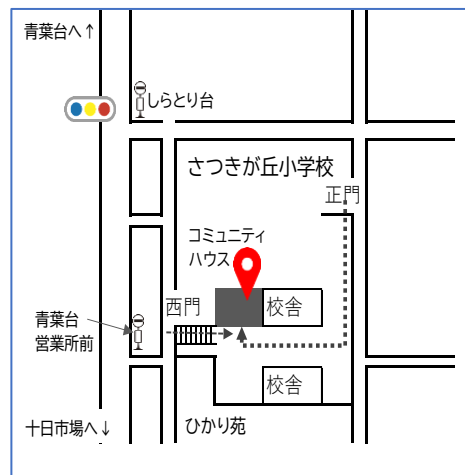 青葉台へ↑
しらとり台
さつきが丘小学校
正門
コミュニティ
ハウス
西門
校舎
青葉台
営業所前
校舎
十日市場へ↓
ひかり苑